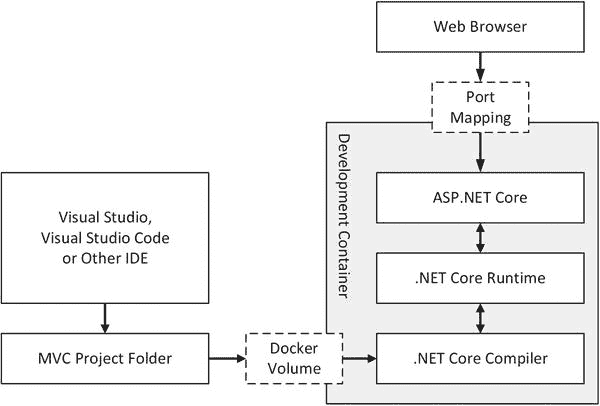 Web Browser
Port
Mapping
Development Container
ASP.NET Core
Visual Studio,
Visual Studio Code
or Other IDE
.NET Core Runtime
MVC Project Folder
Docker
Volume
.NET Core Compiler